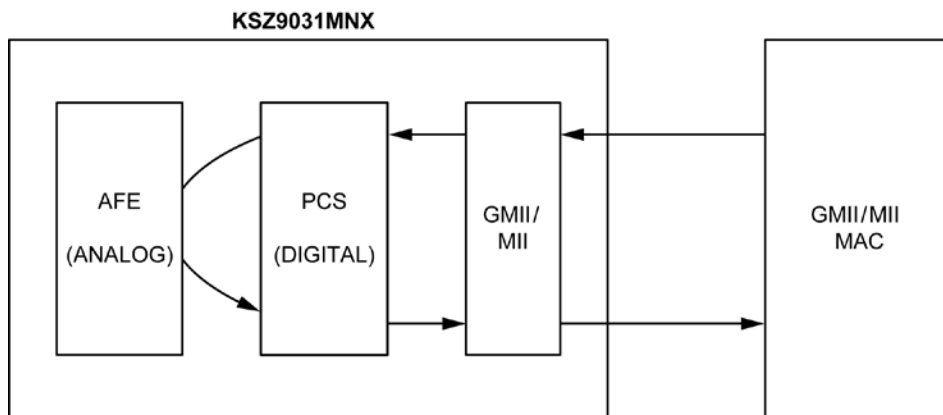 KSZ9031MNX
AFE
(ANALOG)
PCS
(DIGITAL)
GMII/
MII
GMII/MII
MAC